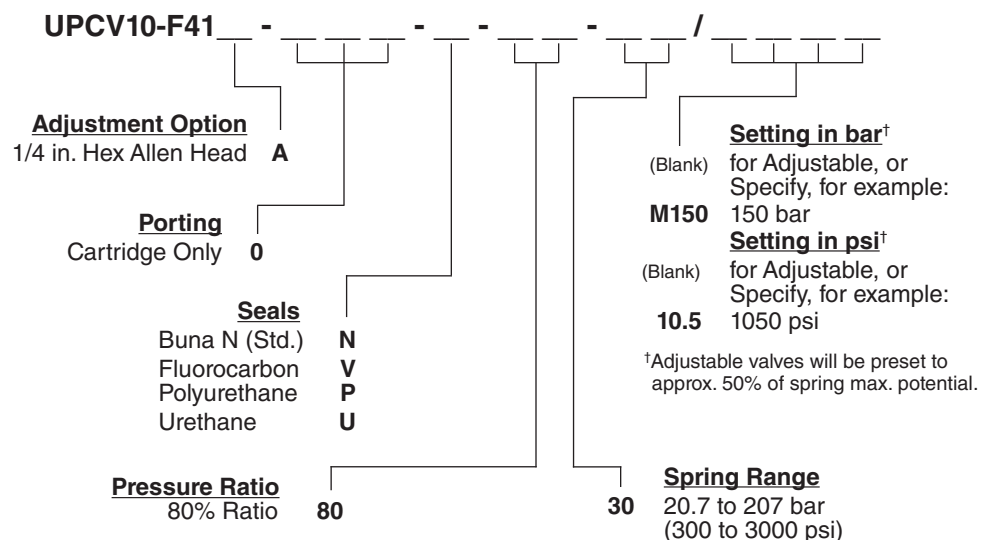 UPCV10-F41__ - __ __ __ - __ - __ __ - __ __ / __ __ __ __
Adjustment Option
1/4 in. Hex Allen Head A
Porting
Cartridge Only 0
Seals
Buna N (Std.) N
Fluorocarbon V
Polyurethane P
Urethane U
Pressure Ratio
80% Ratio 80
Setting in bar†
(Blank) for Adjustable, or
Specify, for example:
M150 150 bar
Setting in psi†
(Blank) for Adjustable, or
Specify, for example:
10.5 1050 psi
†Adjustable valves will be preset to
approx. 50% of spring max. potential.
Spring Range
30 20.7 to 207 bar
(300 to 3000 psi)